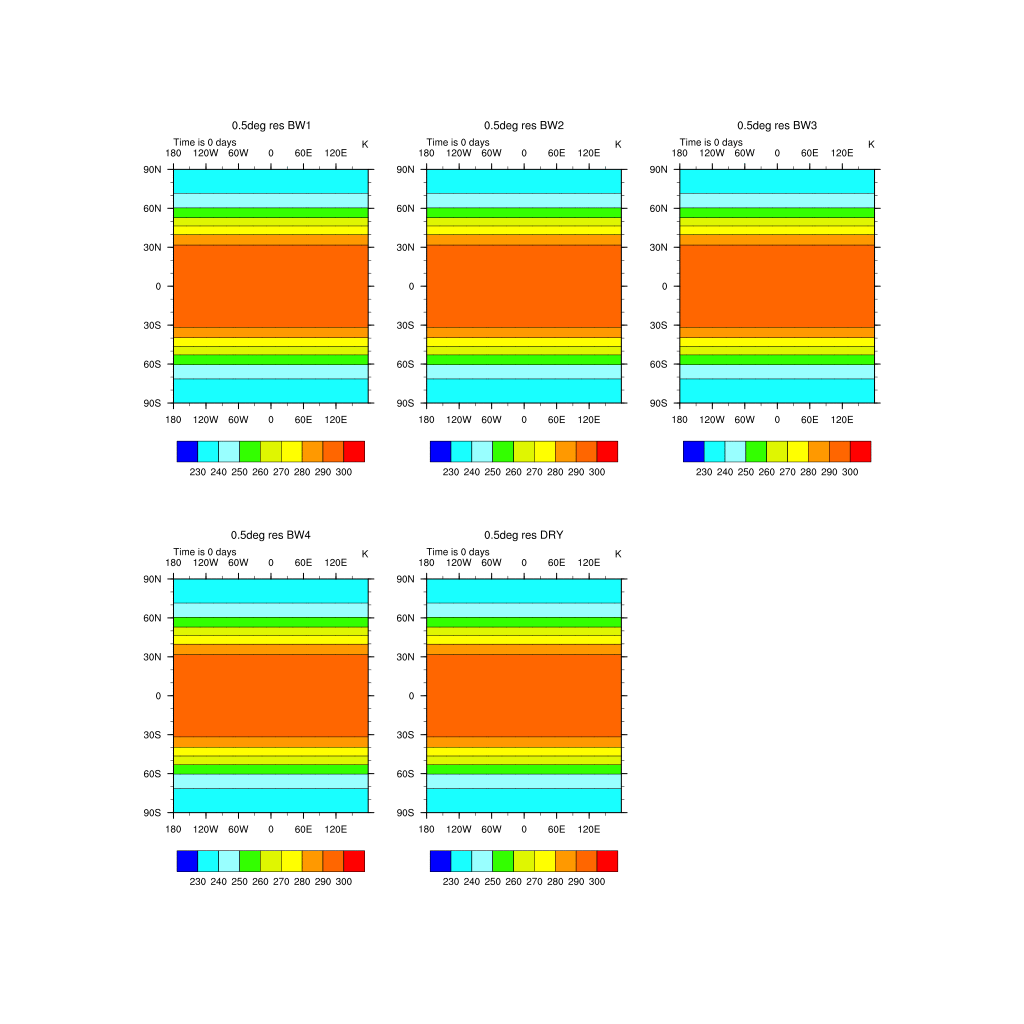 0.5deg res BW1 0.5deg res BW2 0.5deg res BW3
Time is 0 days K Time is 0 days K Time is 0 days K
180 120W 60W 0 60E 120E 180 120W 60W 0 60E 120E 180 120W 60W 0 60E 120E
90N 90N 90N
60N 60N 60N
30N 30N 30N
0 0 0
30S 30S 30S
60S 60S 60S
90S 90S 90S
180 120W 60W 0 60E 120E 180 120W 60W 0 60E 120E 180 120W 60W 0 60E 120E
230 240 250 260 270 280 290 300 230 240 250 260 270 280 290 300 230 240 250 260 270 280 290 300
0.5deg res BW4 0.5deg res DRY
Time is 0 days K Time is 0 days K
180 120W 60W 0 60E 120E 180 120W 60W 0 60E 120E
90N 90N
60N 60N
30N 30N
0 0
30S 30S
60S 60S
90S 90S
180 120W 60W 0 60E 120E 180 120W 60W 0 60E 120E
230 240 250 260 270 280 290 300 230 240 250 260 270 280 290 300